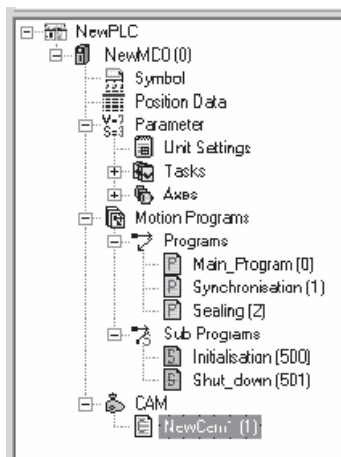 NewPLC
NewMC0 (0)
Symbol
Position Data
Parameter
Unit Settings
Tasks
Axes
Motion Programs
Programs
Main_Program (0)
Synchronisation (1)
Sealing (2)
Sub Programs
Initialisation (500)
Shut_down (501)
CAM
NewCam* (1)